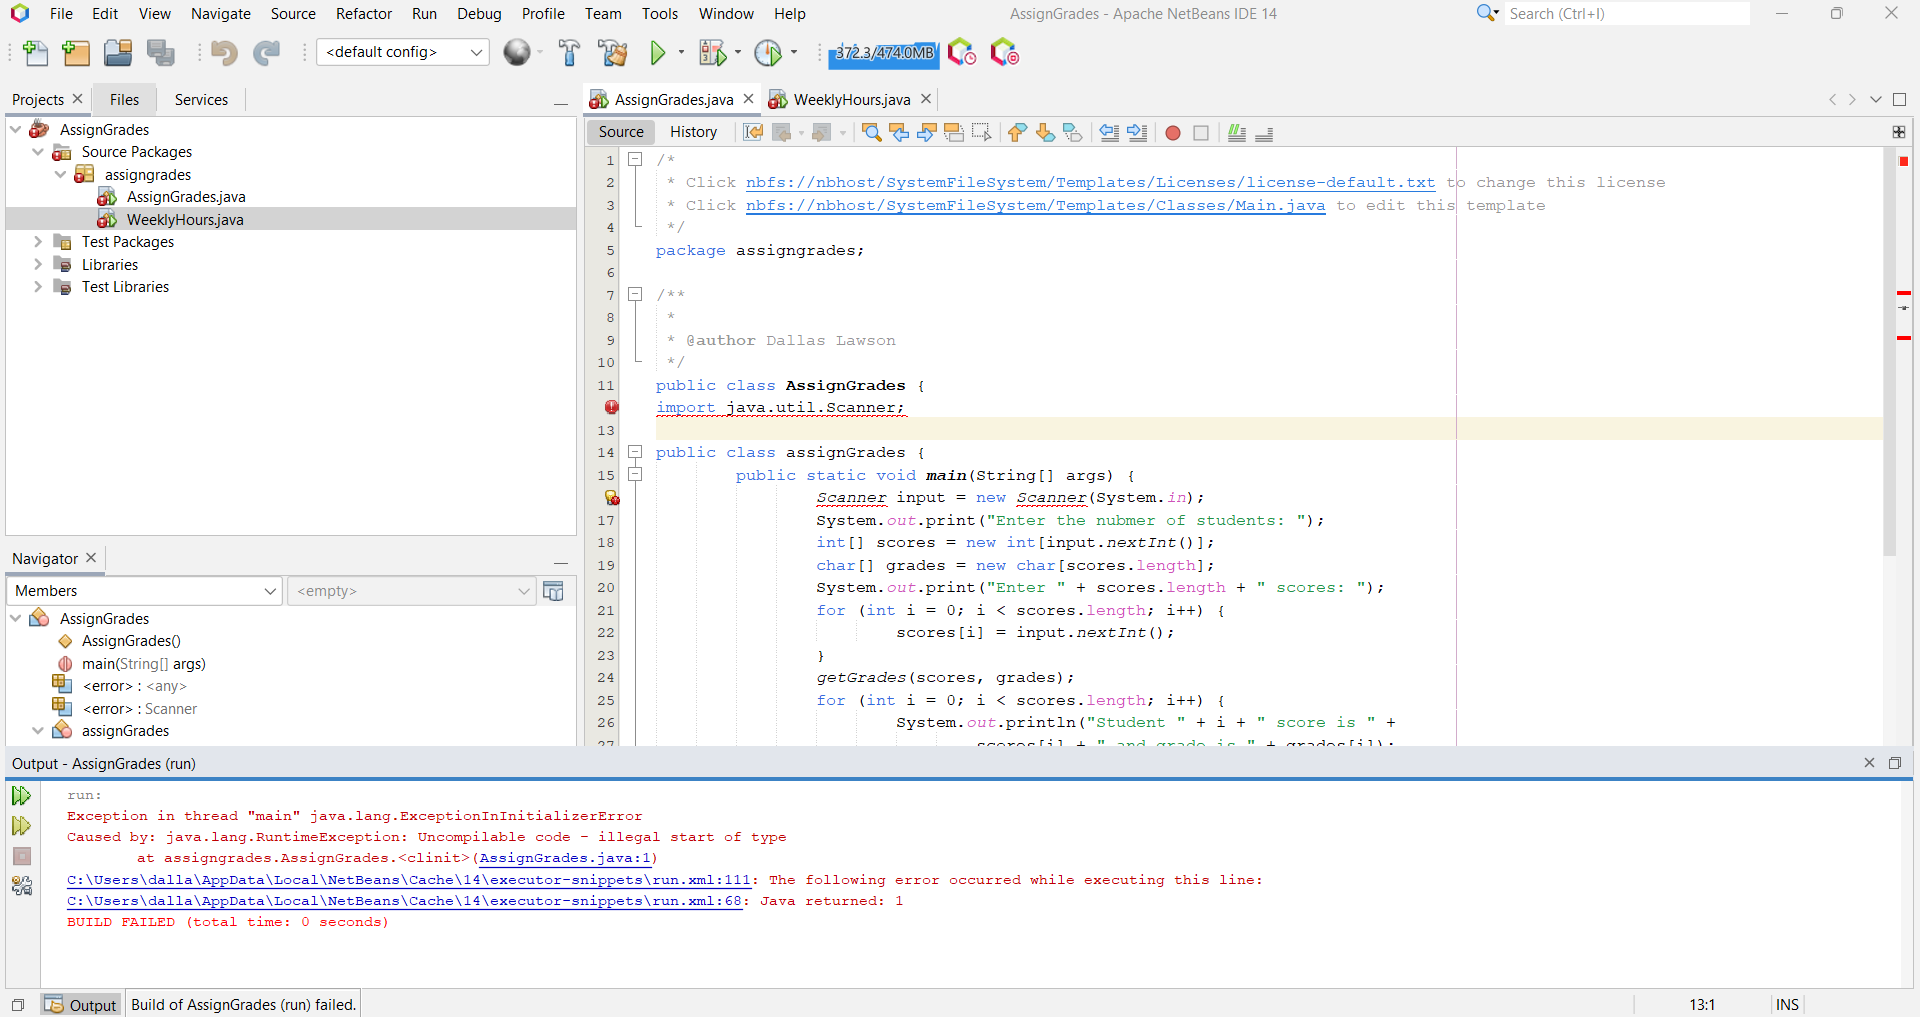 File Edit View Navigate Source Refactor Run Debug Profile Team Tools Window Help AssignGrades - Apache NetBeans IDE 14 Search (Ctrl+I)
<default config> 372.3/474.0MB
Projects Files Services
AssignGrades
Source Packages
assigngrades
AssignGrades.java
WeeklyHours.java
Test Packages
Libraries
Test Libraries
Navigator
Members <empty>
AssignGrades
AssignGrades()
main(String[] args)
<error> : <any>
<error> : Scanner
assignGrades
AssignGrades.java WeeklyHours.java
Source History
1 /*
2 * Click nbfs://nbhost/SystemFileSystem/Templates/Licenses/license-default.txt to change this license
3 * Click nbfs://nbhost/SystemFileSystem/Templates/Classes/Main.java to edit this template
4 */
5 package assigngrades;
6
7 /**
8 *
9 * @author Dallas Lawson
10 */
11 public class AssignGrades {
import java.util.Scanner;
13
14 public class assignGrades {
15 public static void main(String[] args) {
Scanner input = new Scanner(System.in);
17 System.out.print("Enter the nubmer of students: ");
18 int[] scores = new int[input.nextInt()];
19 char[] grades = new char[scores.length];
20 System.out.print("Enter " + scores.length + " scores: ");
21 for (int i = 0; i < scores.length; i++) {
22 scores[i] = input.nextInt();
23 }
24 getGrades(scores, grades);
25 for (int i = 0; i < scores.length; i++) {
26 System.out.println("Student " + i + " score is " +
27 scores[i] + " and grade is " + grades[i]);
Output - AssignGrades (run)
run:
Exception in thread "main" java.lang.ExceptionInInitializerError
Caused by: java.lang.RuntimeException: Uncompilable code - illegal start of type
at assigngrades.AssignGrades.<clinit>(AssignGrades.java:1)
C:\Users\dalla\AppData\Local\NetBeans\Cache\14\executor-snippets\run.xml:111: The following error occurred while executing this line:
C:\Users\dalla\AppData\Local\NetBeans\Cache\14\executor-snippets\run.xml:68: Java returned: 1
BUILD FAILED (total time: 0 seconds)
Output Build of AssignGrades (run) failed. 13:1 INS